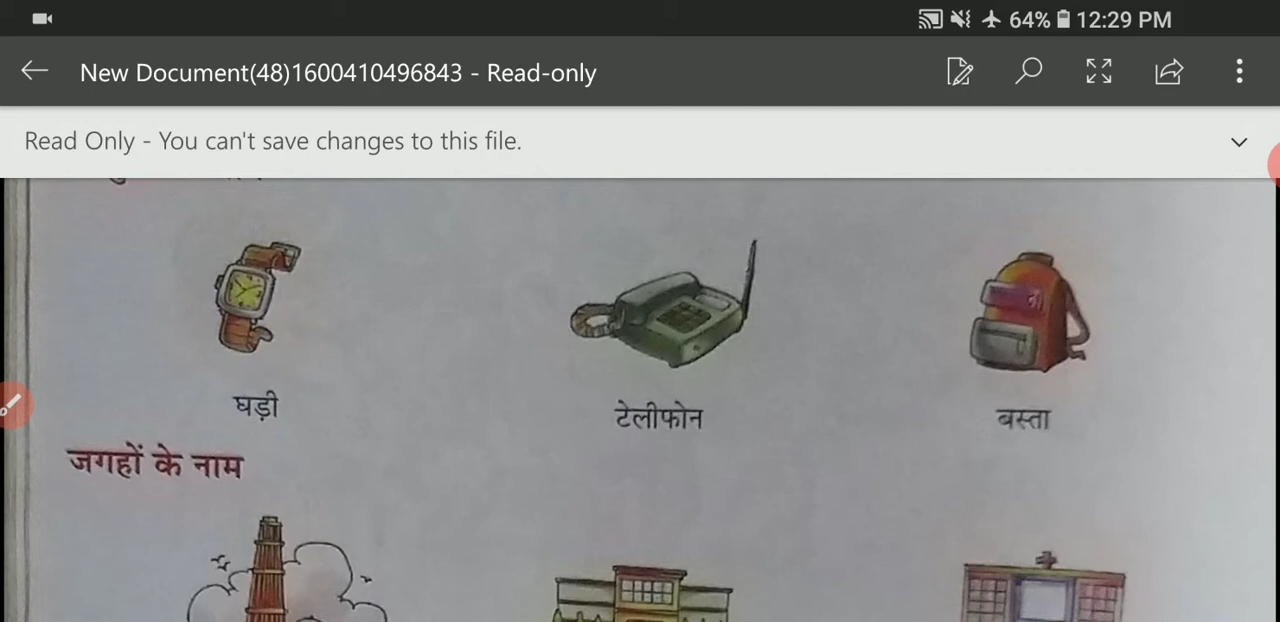 64% 12:29 PM
New Document(48)1600410496843 - Read-only
Read Only - You can't save changes to this file.
घड़ी
टेलीफोन
बस्ता
जगहों के नाम